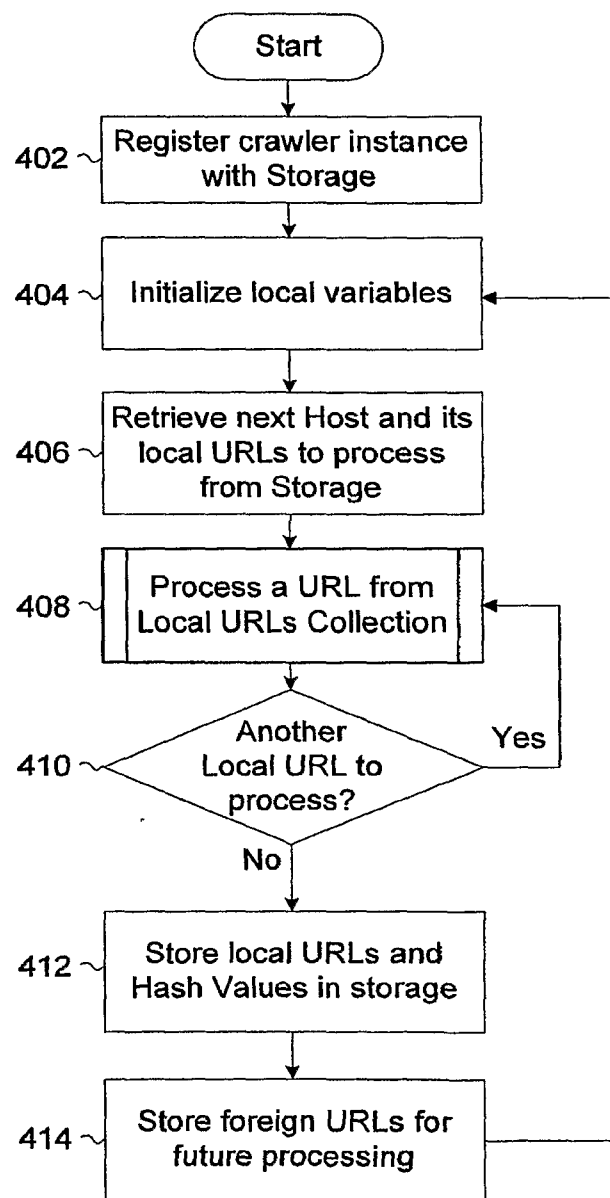 Start
402
Register crawler instance
with Storage
404
Initialize local variables
406
Retrieve next Host and its
local URLs to process
from Storage
408
Process a URL from
Local URLs Collection
410
Another
Local URL to
process?
Yes
No
412
Store local URLs and
Hash Values in storage
414
Store foreign URLs for
future processing